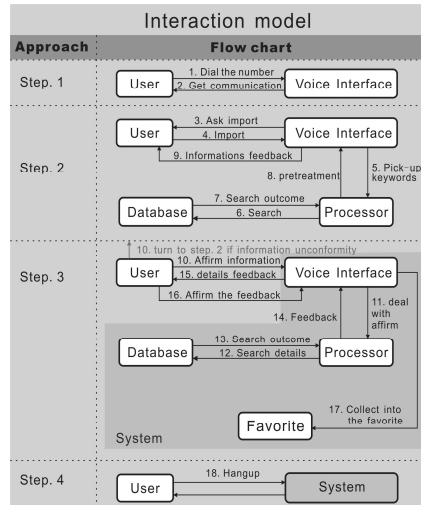 Interaction model
Approach
Flow chart
Step. 1
User
1. Dial the number
2. Get communication
Voice Interface
Step. 2
User
3. Ask import
4. Import
Voice Interface
9. Informations feedback
8. pretreatment
5. Pick-up
keywords
Database
7. Search outcome
6. Search
Processor
Step. 3
10. turn to step. 2 if information unconformity
User
10. Affirm information
15. details feedback
Voice Interface
16. Affirm the feedback
14. Feedback
11. deal
with
affirm
Database
13. Search outcome
12. Search details
Processor
17. Collect into
the favorite
Favorite
System
Step. 4
User
18. Hangup
System